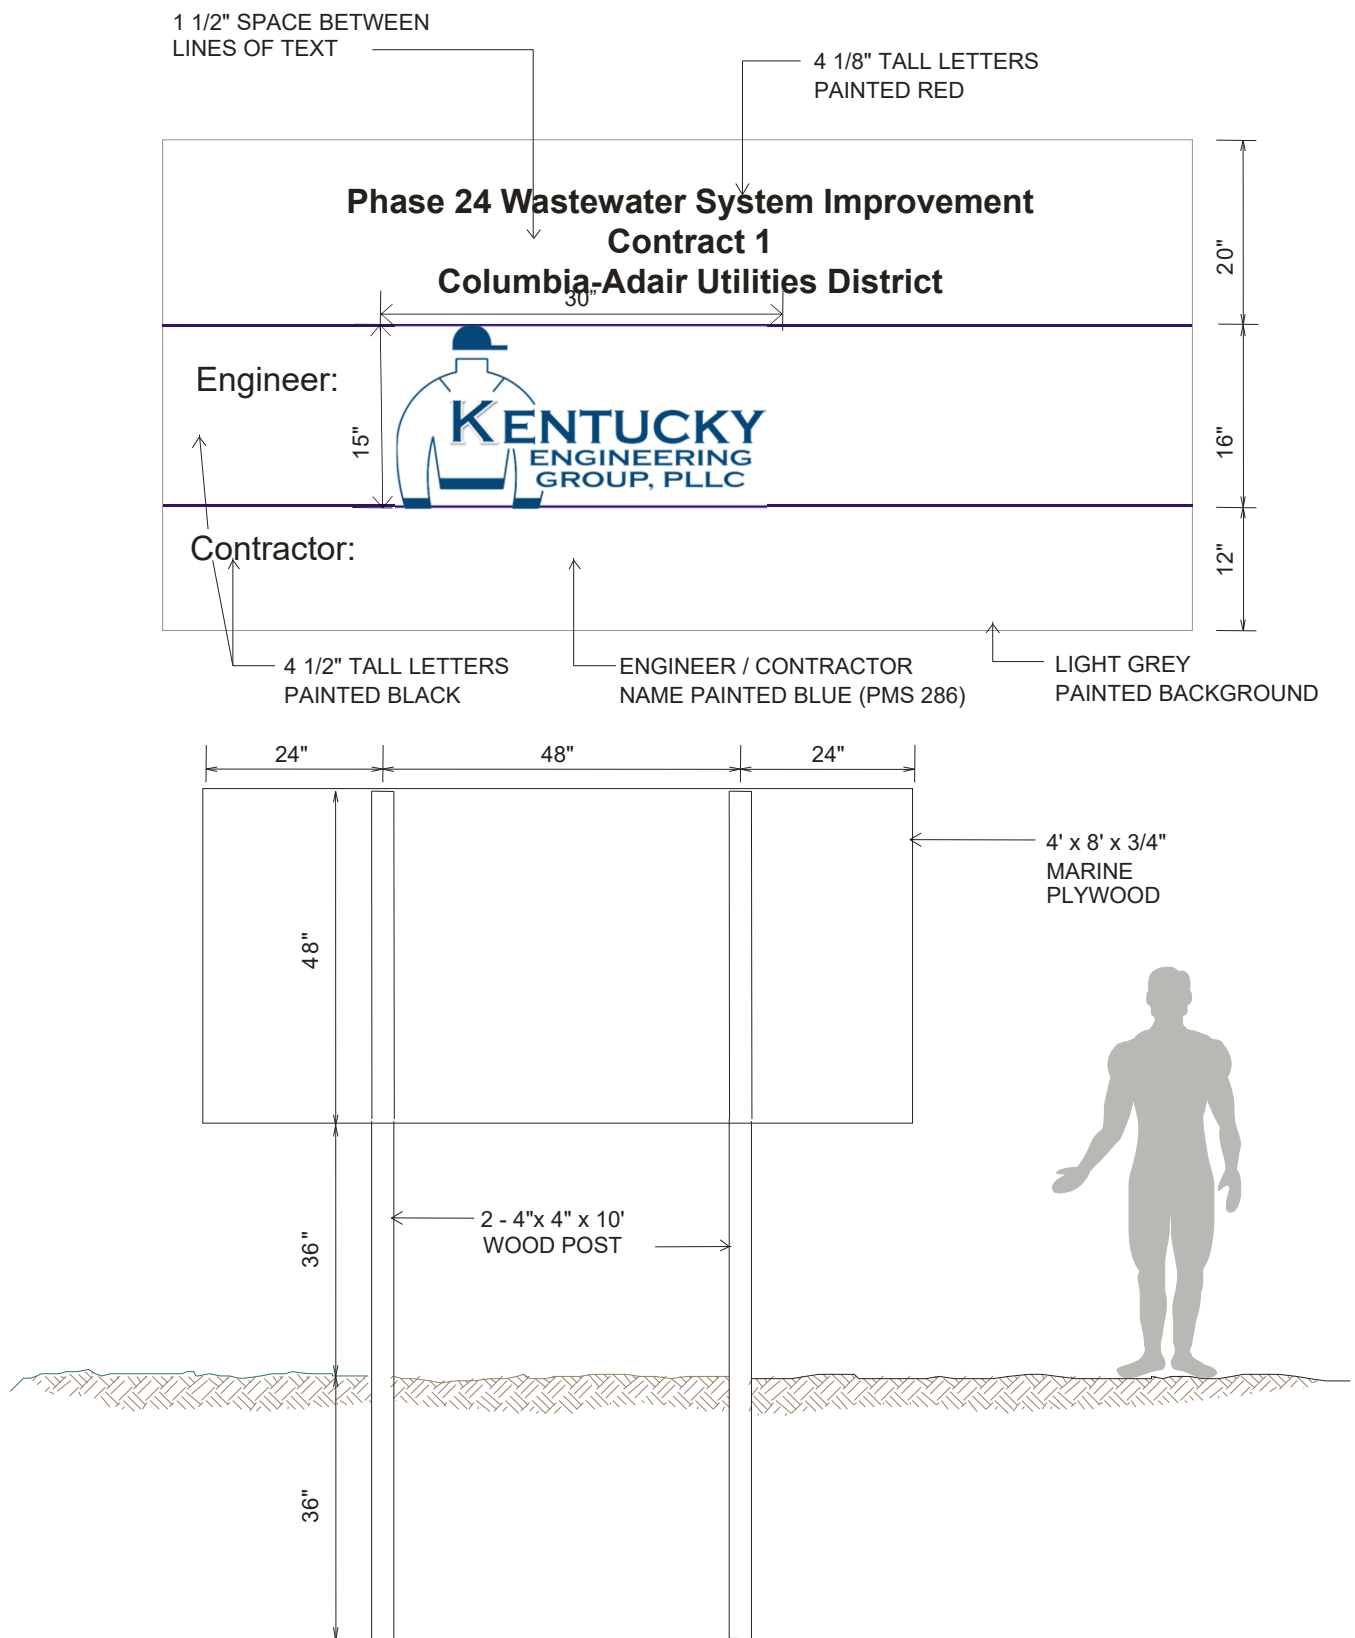 1 1/2" SPACE BETWEEN
LINES OF TEXT
4 1/8" TALL LETTERS
PAINTED RED
Phase 24 Wastewater System Improvement
Contract 1
Columbia-Adair Utilities District
30"
20"
Engineer:
15"
KENTUCKY
ENGINEERING
GROUP, PLLC
16"
Contractor:
12"
4 1/2" TALL LETTERS
PAINTED BLACK
ENGINEER / CONTRACTOR
NAME PAINTED BLUE (PMS 286)
LIGHT GREY
PAINTED BACKGROUND
24"
48"
24"
4' x 8' x 3/4"
MARINE
PLYWOOD
48"
2 - 4"x 4" x 10'
WOOD POST
36"
36"